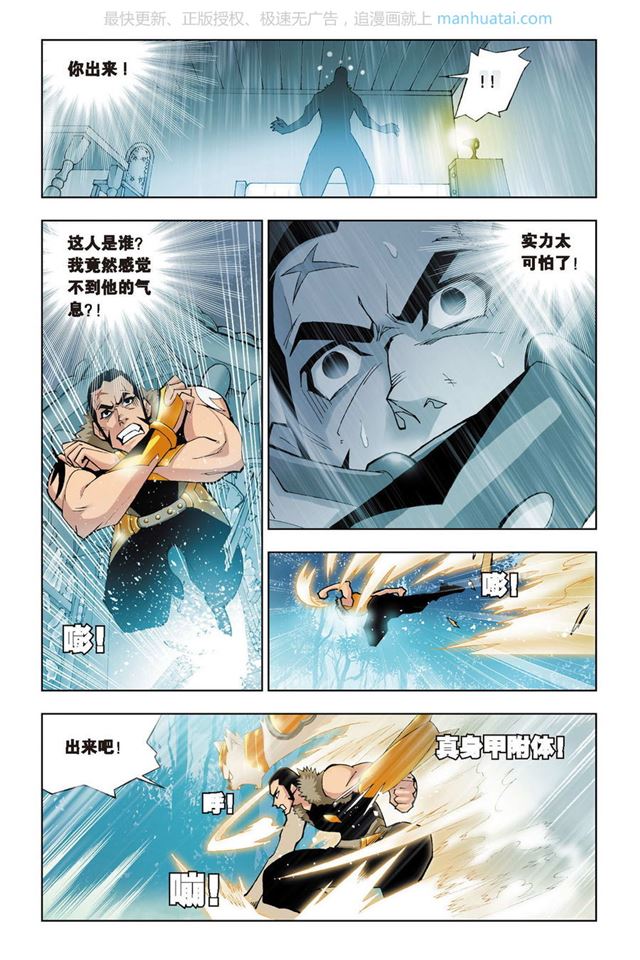 最快更新、正版授权、极速无广告，追漫画就上 manhuatai.com
你出来！
！！
这人是谁？
我竟然感觉
不到他的气
息？！
实力太
可怕了！
嘭！
嘭！
出来吧！
呼！
真身甲附体！
嘣！